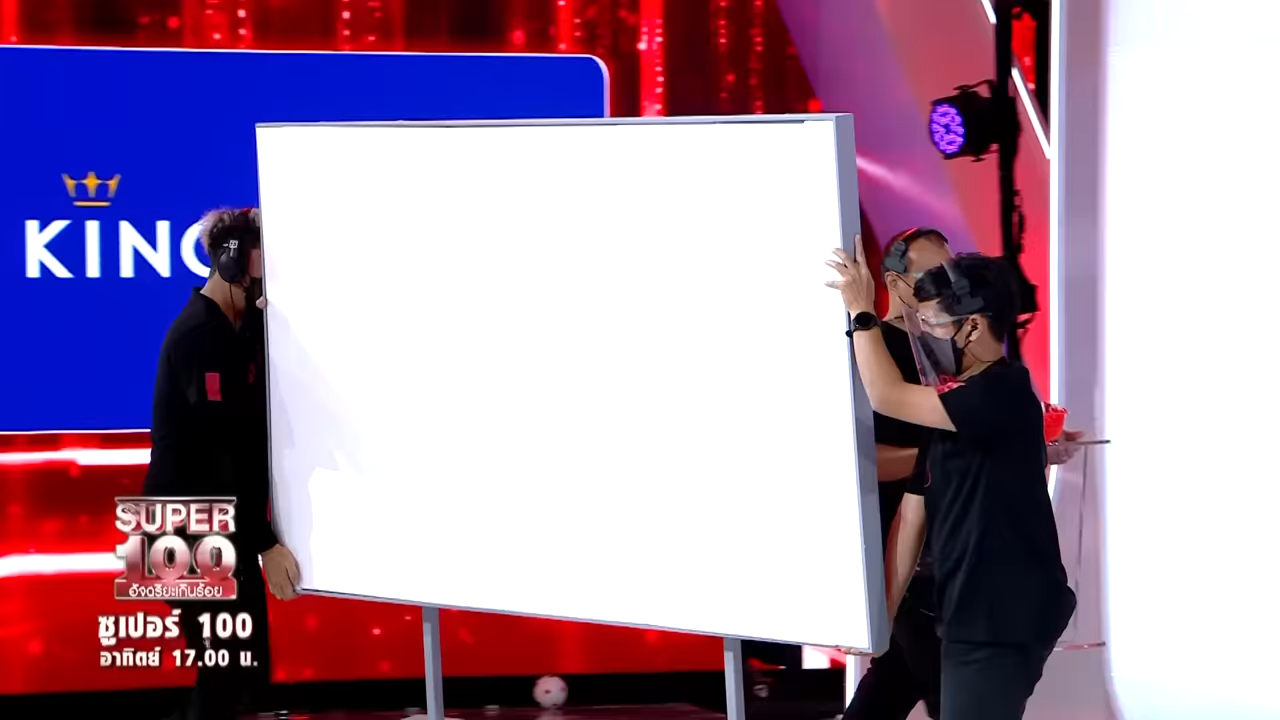 KING
SUPER
100
อัจฉริยะเกินร้อย
ซูเปอร์ 100
อาทิตย์ 17.00 น.